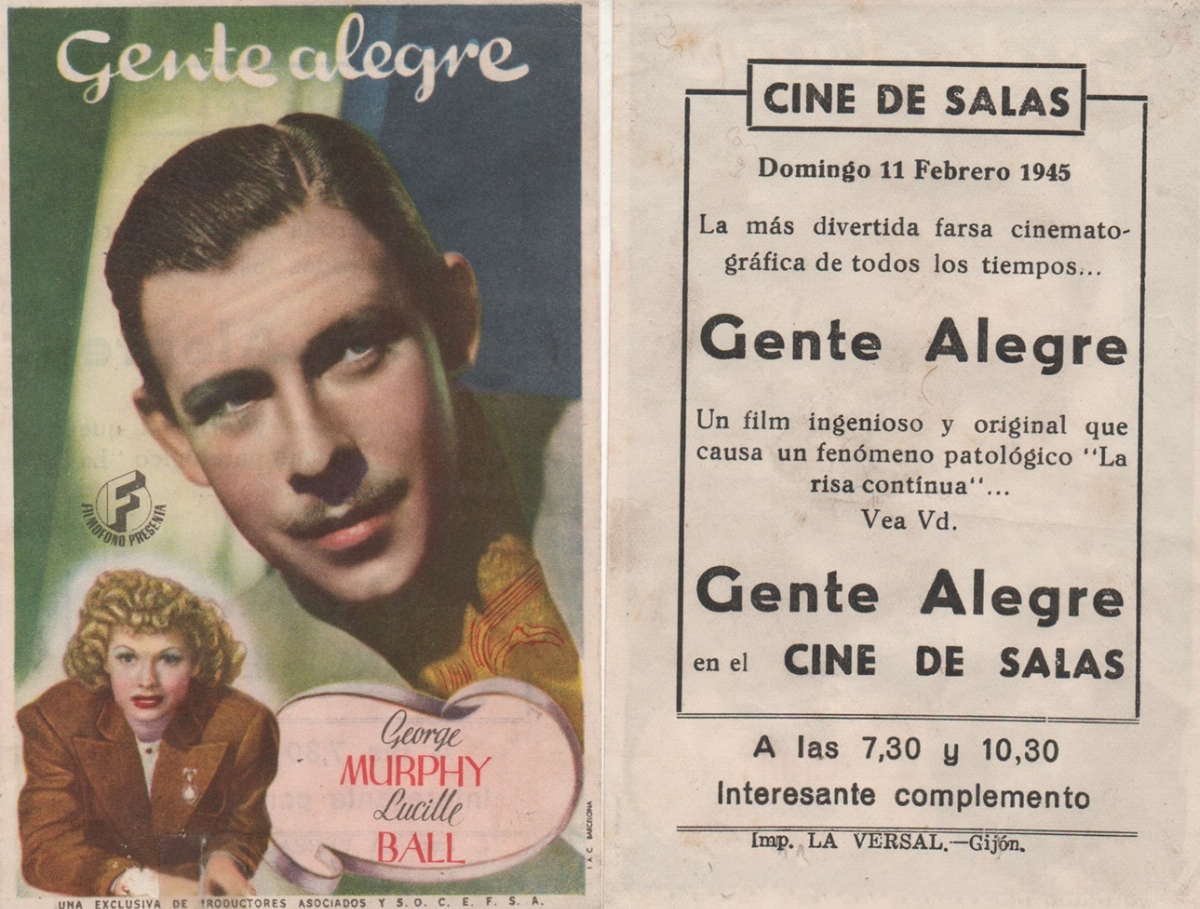 Gente alegre
FILMOFONO PRESENTA
George
MURPHY
Lucille
BALL
I. A. C. BARCELONA
UNA EXCLUSIVA DE PRODUCTORES ASOCIADOS Y S. O. C. E. F. S. A.
CINE DE SALAS
Domingo 11 Febrero 1945
La más divertida farsa cinemato-
gráfica de todos los tiempos...
Gente Alegre
Un film ingenioso y original que
causa un fenómeno patológico "La
risa contínua"...
Vea Vd.
Gente Alegre
en el CINE DE SALAS
A las 7,30 y 10,30
Interesante complemento
Imp. LA VERSAL.—Gijón.